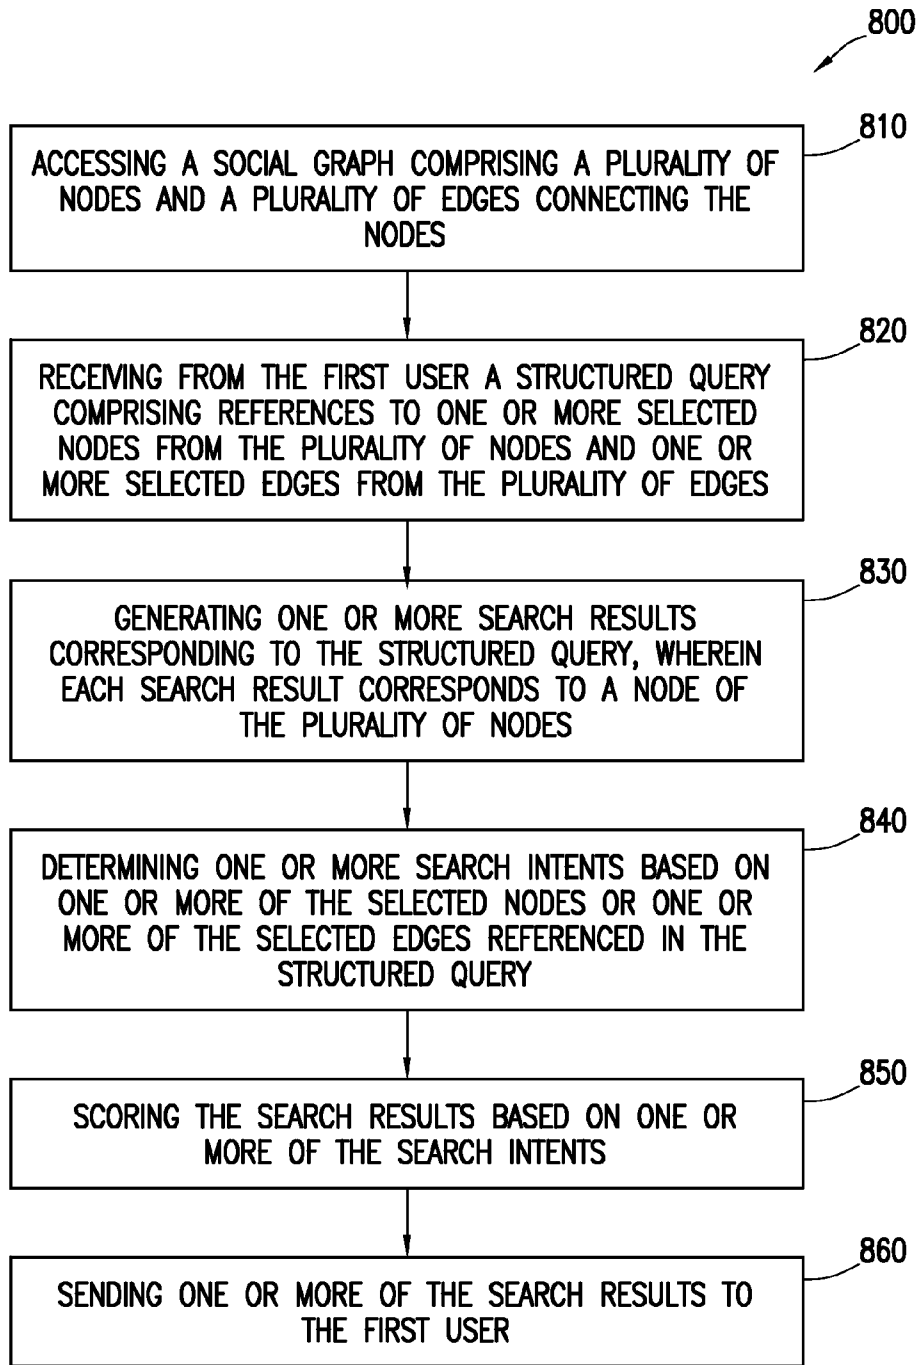 800
810
ACCESSING A SOCIAL GRAPH COMPRISING A PLURALITY OF
NODES AND A PLURALITY OF EDGES CONNECTING THE
NODES
820
RECEIVING FROM THE FIRST USER A STRUCTURED QUERY
COMPRISING REFERENCES TO ONE OR MORE SELECTED
NODES FROM THE PLURALITY OF NODES AND ONE OR
MORE SELECTED EDGES FROM THE PLURALITY OF EDGES
830
GENERATING ONE OR MORE SEARCH RESULTS
CORRESPONDING TO THE STRUCTURED QUERY, WHEREIN
EACH SEARCH RESULT CORRESPONDS TO A NODE OF
THE PLURALITY OF NODES
840
DETERMINING ONE OR MORE SEARCH INTENTS BASED ON
ONE OR MORE OF THE SELECTED NODES OR ONE OR
MORE OF THE SELECTED EDGES REFERENCED IN THE
STRUCTURED QUERY
850
SCORING THE SEARCH RESULTS BASED ON ONE OR
MORE OF THE SEARCH INTENTS
860
SENDING ONE OR MORE OF THE SEARCH RESULTS TO
THE FIRST USER